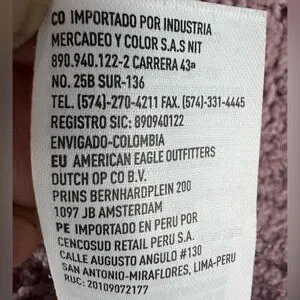 CO IMPORTADO POR INDUSTRIA
MERCADEO Y COLOR S.A.S NIT
890.940.122-2 CARRERA 43ª
NO. 25B SUR-136
TEL. (574)-270-4211 FAX. (574)-331-4445
REGISTRO SIC: 890940122
ENVIGADO-COLOMBIA
EU AMERICAN EAGLE OUTFITTERS
DUTCH OP CO B.V.
PRINS BERNHARDPLEIN 200
1097 JB AMSTERDAM
PE IMPORTADO EN PERU POR
CENCOSUD RETAIL PERU S.A.
CALLE AUGUSTO ANGULO #130
SAN ANTONIO-MIRAFLORES, LIMA-PERU
RUC: 20109072177